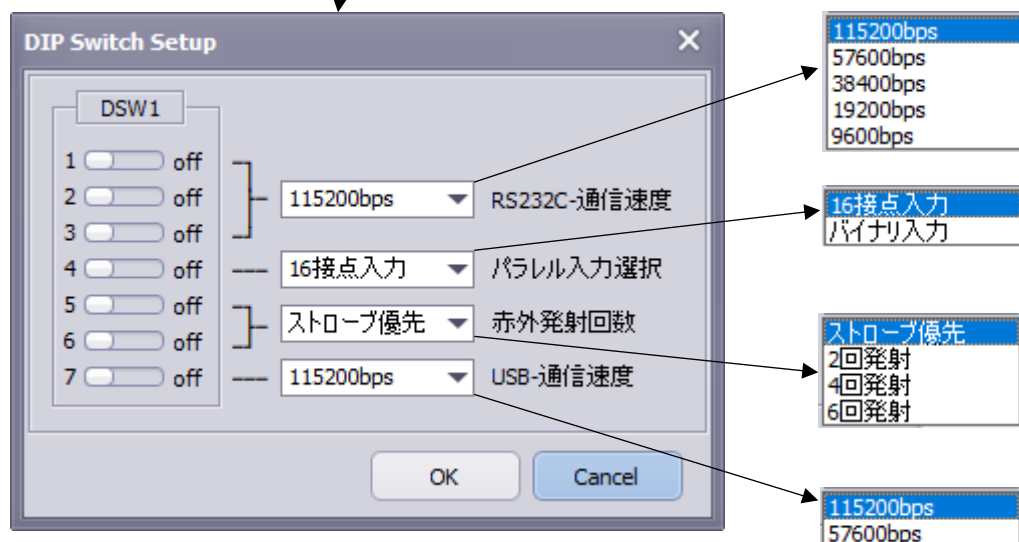 DIP Switch Setup
DSW1
1 off
2 off
3 off
4 off
5 off
6 off
7 off
115200bps RS232C-通信速度
16接点入力 パラレル入力選択
ストローブ優先 赤外発射回数
115200bps USB-通信速度
OK Cancel
115200bps
57600bps
38400bps
19200bps
9600bps
16接点入力
バイナリ入力
ストローブ優先
2回発射
4回発射
6回発射
115200bps
57600bps